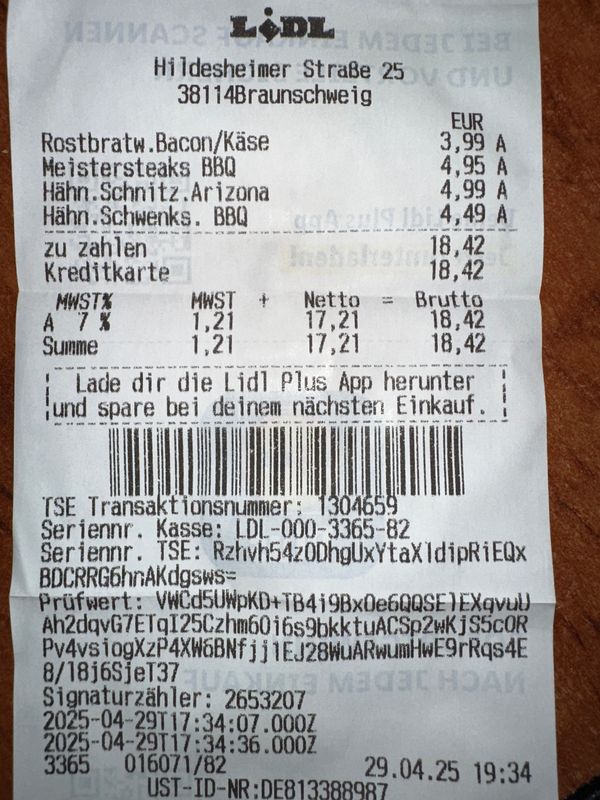 LiDL
Hildesheimer Straße 25
38114Braunschweig
EUR
Rostbratw.Bacon/Käse 3,99 A
Meistersteaks BBQ 4,95 A
Hähn.Schnitz.Arizona 4,99 A
Hähn.Schwenks. BBQ 4,49 A
zu zahlen 18,42
Kreditkarte 18,42
MWST% MWST + Netto = Brutto
A 7 % 1,21 17,21 18,42
Summe 1,21 17,21 18,42
Lade dir die Lidl Plus App herunter
und spare bei deinem nächsten Einkauf.
TSE Transaktionsnummer: 1304659
Seriennr. Kasse: LDL-000-3365-82
Seriennr. TSE: Rzhvh54zODhgUxYtaXldipRiEQx
BDCRRG6hnAKdgsws=
Prüfwert: VWCd5UWpKD+TB4i9BxOe6QQSElEXqvuU
Ah2dqvG7ETqI25Czhm60i6s9bkktuACSp2wKjS5cOR
Pv4vsiogXzP4XW6BNfjj1EJ28WuARwumHwE9rRqs4E
8/18j6SjeT37
Signaturzähler: 2653207
2025-04-29T17:34:07.000Z
2025-04-29T17:34:36.000Z
3365 016071/82 29.04.25 19:34
UST-ID-NR:DE813388987